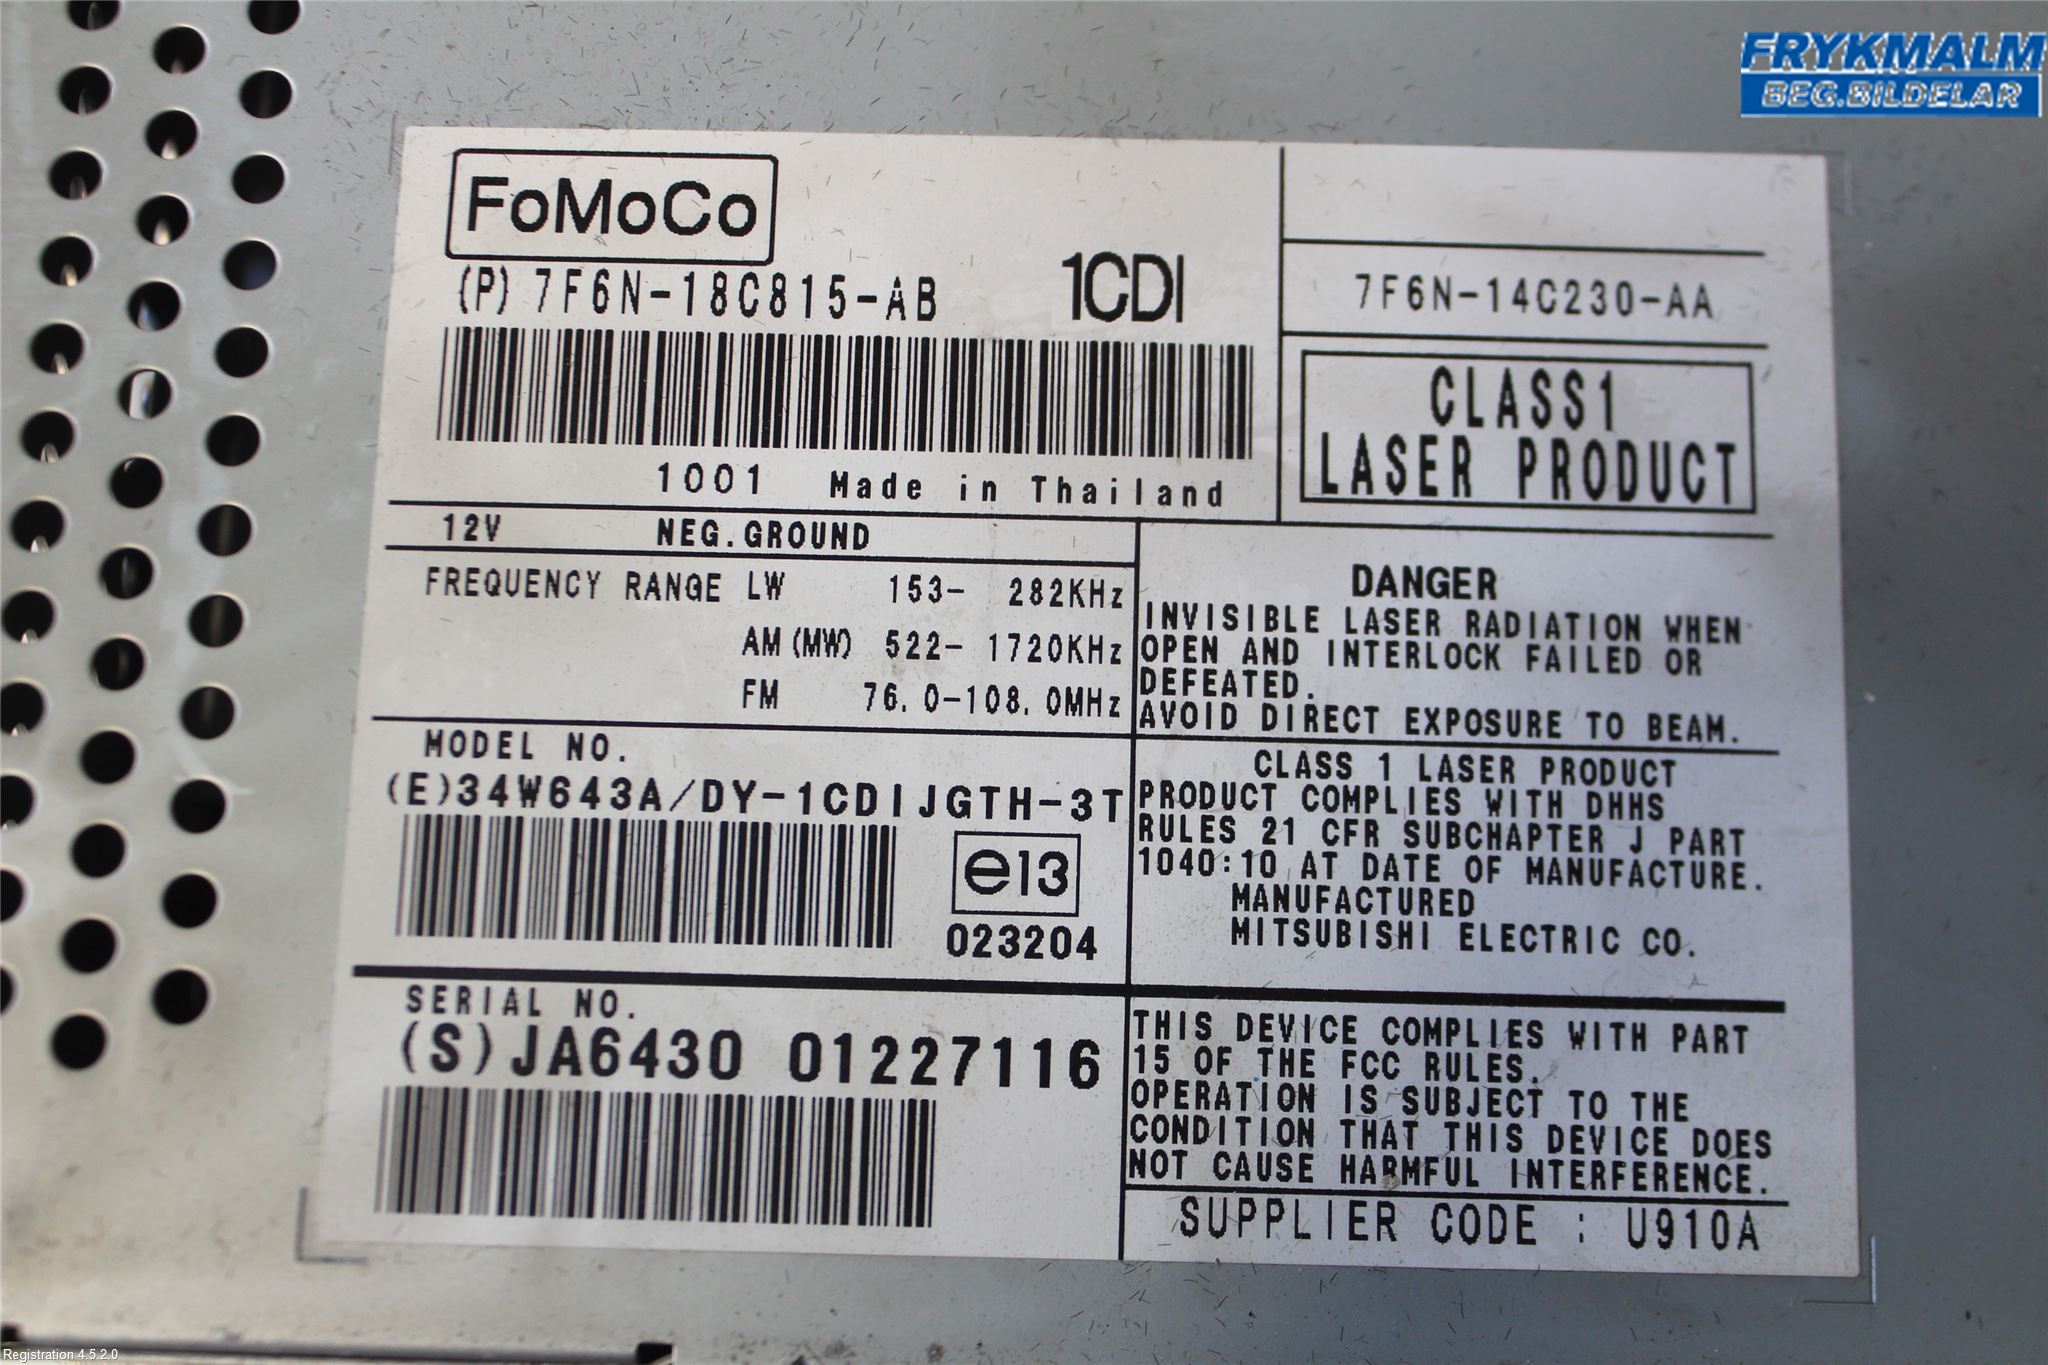 FRYKMALM
BEG.BILDELAR
FoMoCo
(P) 7F6N-18C815-AB
1CDI
7F6N-14C230-AA
CLASS1
LASER PRODUCT
1001 Made in Thailand
12V NEG.GROUND
FREQUENCY RANGE LW 153- 282KHz
AM(MW) 522- 1720KHz
FM 76.0-108.0MHz
DANGER
INVISIBLE LASER RADIATION WHEN
OPEN AND INTERLOCK FAILED OR
DEFEATED.
AVOID DIRECT EXPOSURE TO BEAM.
MODEL NO.
(E)34W643A/DY-1CDIJGTH-3T
e13
023204
CLASS 1 LASER PRODUCT
PRODUCT COMPLIES WITH DHHS
RULES 21 CFR SUBCHAPTER J PART
1040:10 AT DATE OF MANUFACTURE.
MANUFACTURED
MITSUBISHI ELECTRIC CO.
SERIAL NO.
(S)JA6430 01227116
THIS DEVICE COMPLIES WITH PART
15 OF THE FCC RULES.
OPERATION IS SUBJECT TO THE
CONDITION THAT THIS DEVICE DOES
NOT CAUSE HARMFUL INTERFERENCE.
SUPPLIER CODE : U910A
Registration 4.5.2.0